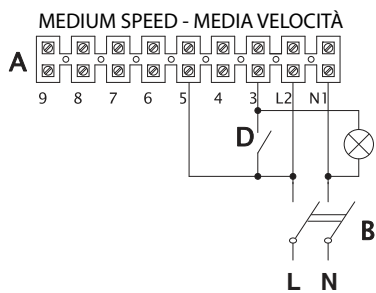 MEDIUM SPEED - MEDIA VELOCITÀ
A
9 8 7 6 5 4 3 L2 N1
D
B
L N